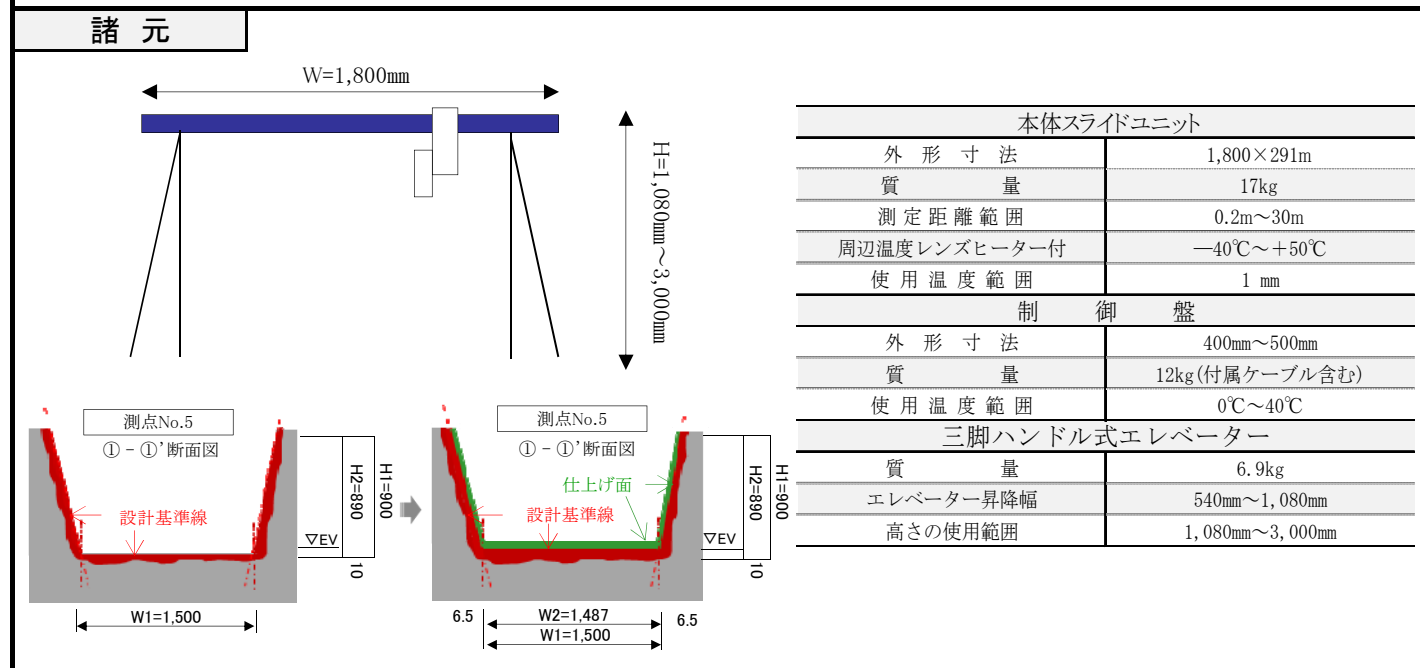 諸 元
W=1,800mm
H=1,080mm～3,000mm
本体スライドユニット
外 形 寸 法 1,800×291m
質 量 17kg
測 定 距 離 範 囲 0.2m～30m
周辺温度レンズヒーター付 ―40℃～＋50℃
使 用 温 度 範 囲 1 mm
制 御 盤
外 形 寸 法 400mm～500mm
質 量 12kg(付属ケーブル含む)
使 用 温 度 範 囲 0℃～40℃
三脚ハンドル式エレベーター
質 量 6.9kg
エレベーター昇降幅 540mm～1,080mm
高さの使用範囲 1,080mm～3,000mm
測点No.5
①－①’断面図
設計基準線
▽EV
H2=890
H1=900
10
W1=1,500
測点No.5
①－①’断面図
仕上げ面
設計基準線
▽EV
H2=890
H1=900
10
6.5 W2=1,487 6.5
W1=1,500